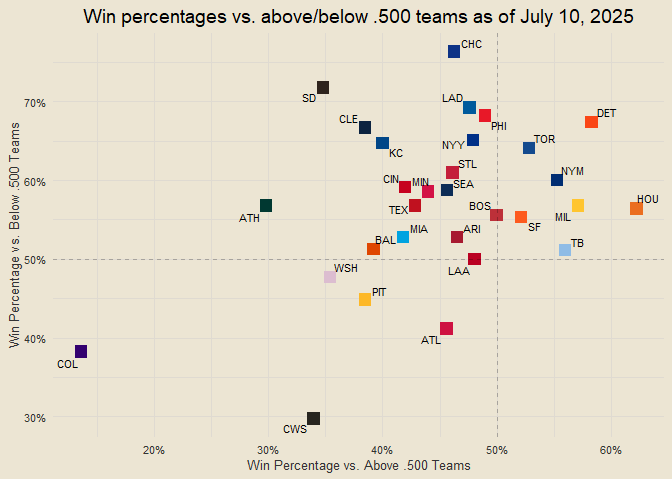 Win percentages vs. above/below .500 teams as of July 10, 2025
CHC
SD
LAD
PHI
DET
CLE
KC
NYY
TOR
STL
CIN
MIN
SEA
NYM
ATH
TEX
BOS
SF
MIL
HOU
MIA
BAL
ARI
TB
WSH
LAA
PIT
ATL
COL
CWS
70%
60%
50%
40%
30%
Win Percentage vs. Below .500 Teams
20%
30%
40%
50%
60%
Win Percentage vs. Above .500 Teams